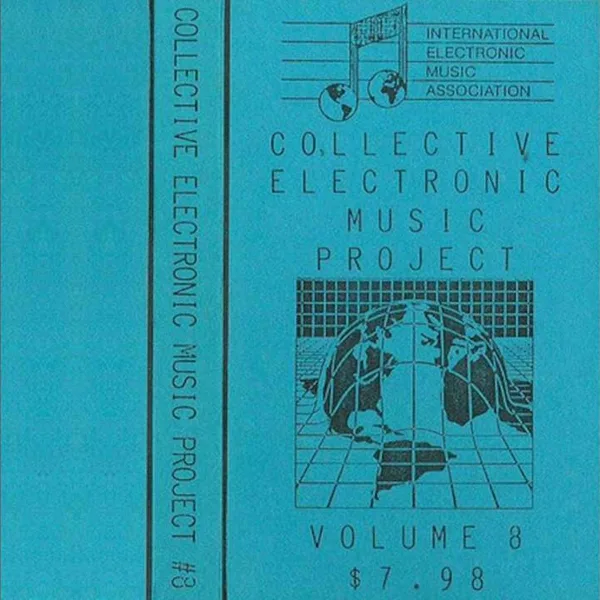 COLLECTIVE ELECTRONIC MUSIC PROJECT #8
INTERNATIONAL
ELECTRONIC
MUSIC
ASSOCIATION
COLLECTIVE
ELECTRONIC
MUSIC
PROJECT
VOLUME 8
$7.98